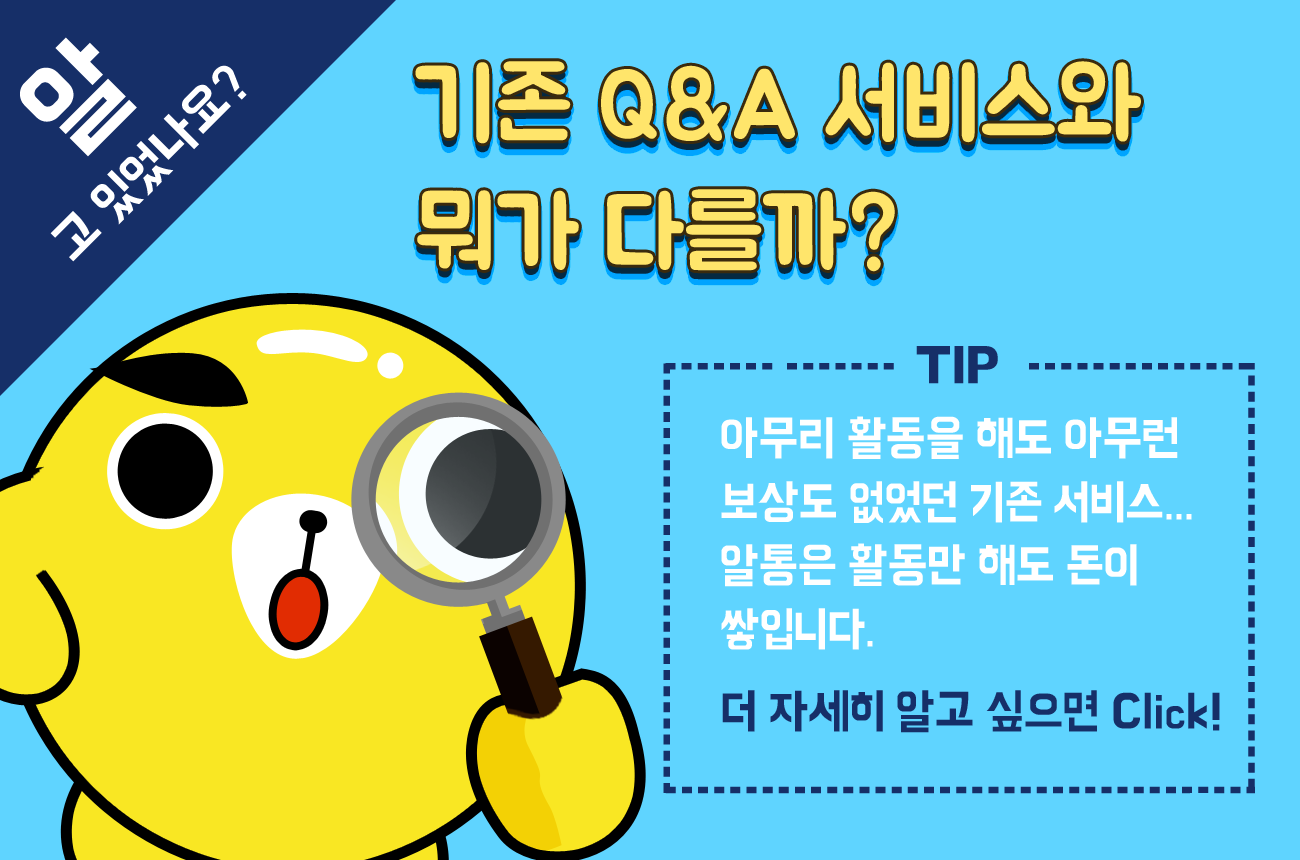 알
고 있었나요?
기존 Q&A 서비스와
뭐가 다를까?
TIP
아무리 활동을 해도 아무런
보상도 없었던 기존 서비스...
알통은 활동만 해도 돈이
쌓입니다.
더 자세히 알고 싶으면 Click!